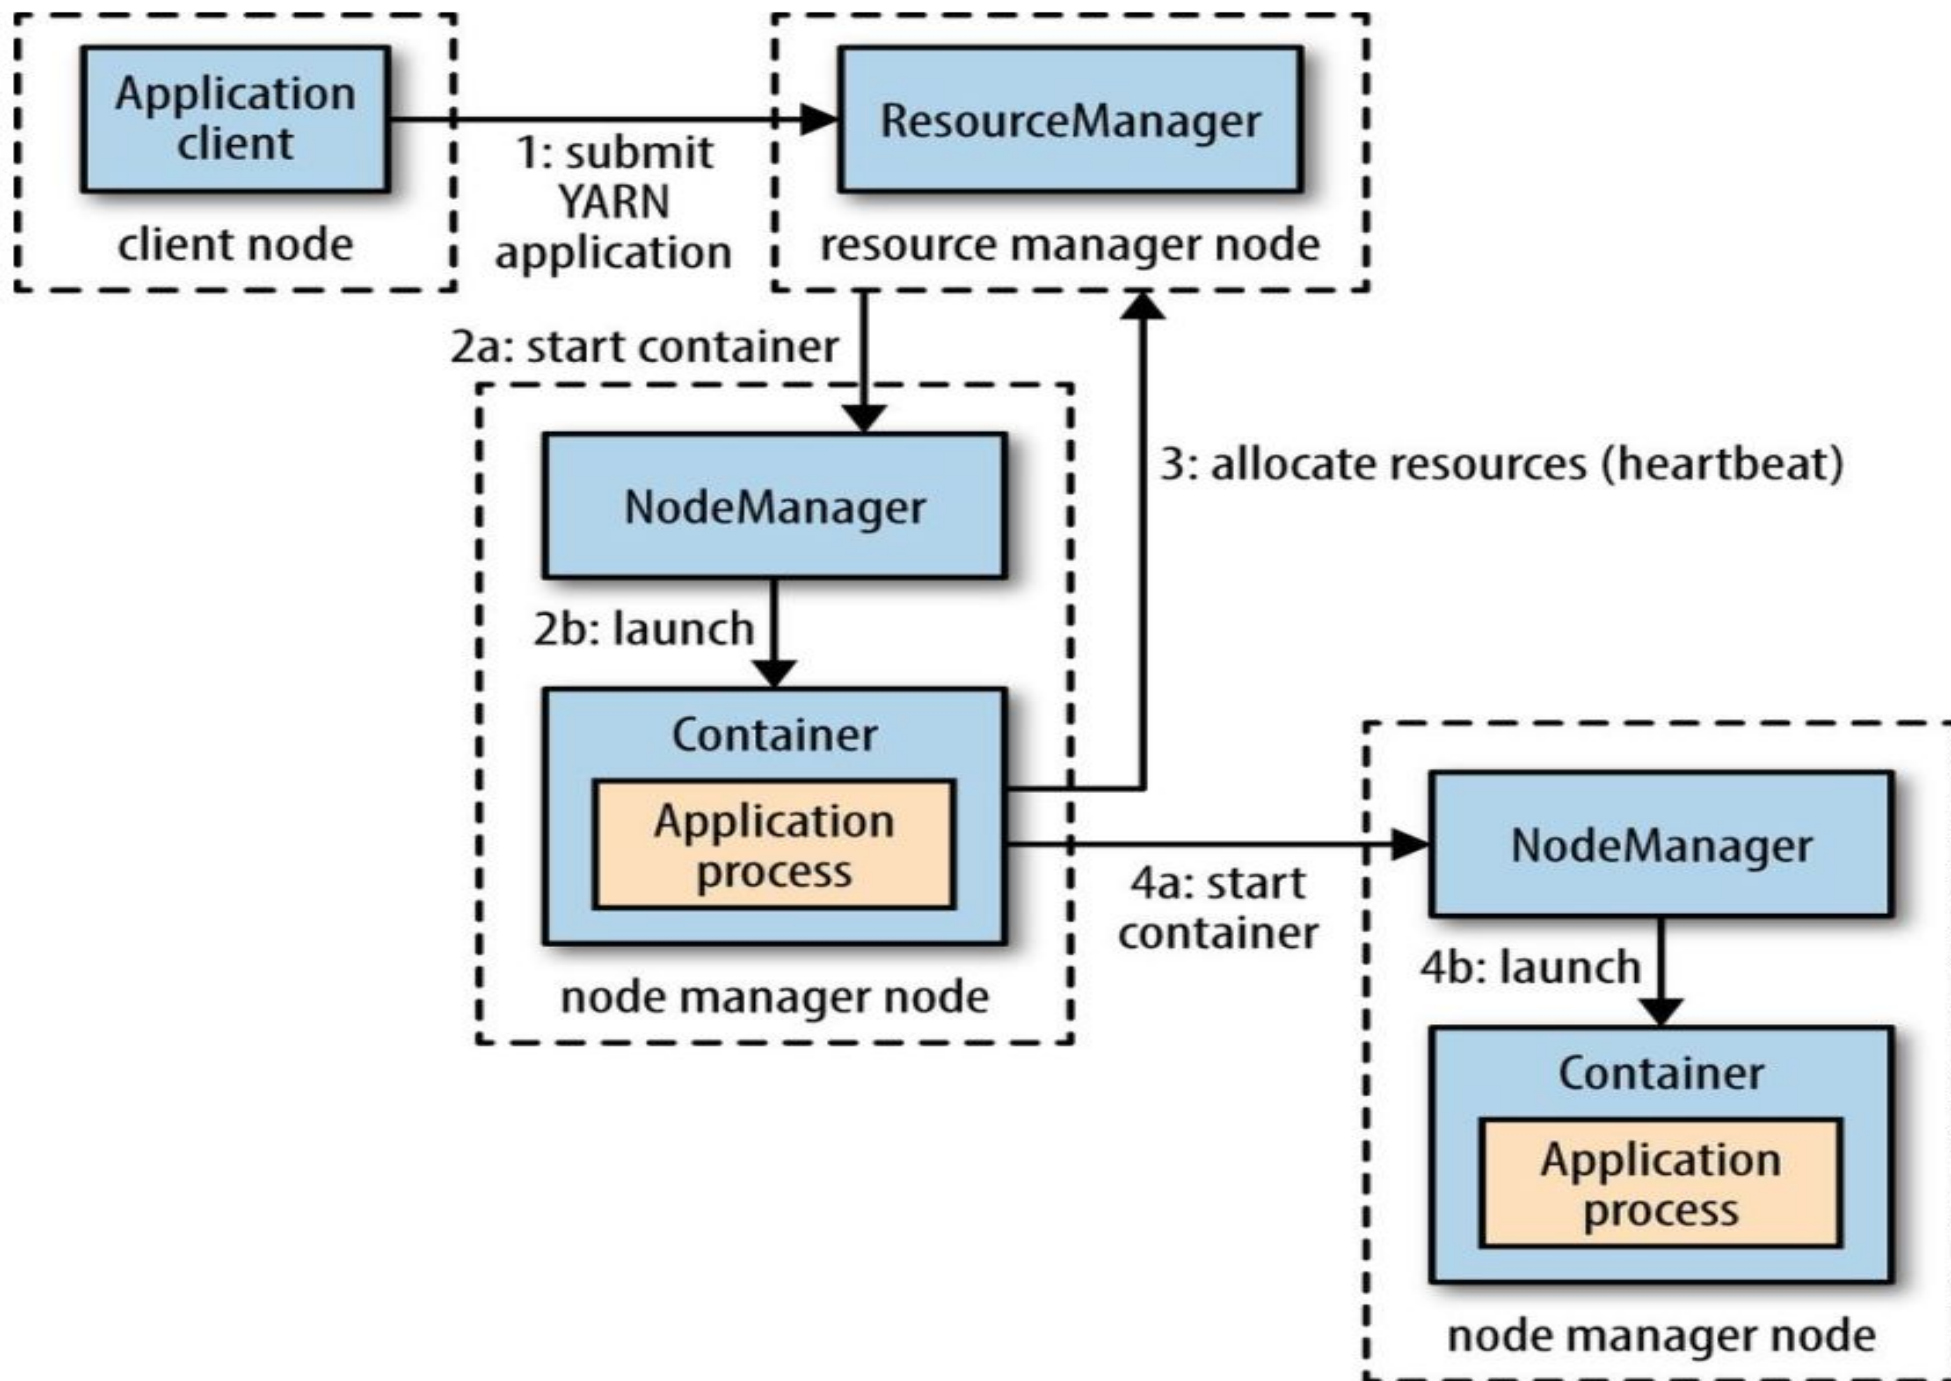 Application
client
client node
1: submit
YARN
application
ResourceManager
resource manager node
2a: start container
NodeManager
2b: launch
Container
Application
process
node manager node
3: allocate resources (heartbeat)
4a: start
container
NodeManager
4b: launch
Container
Application
process
node manager node